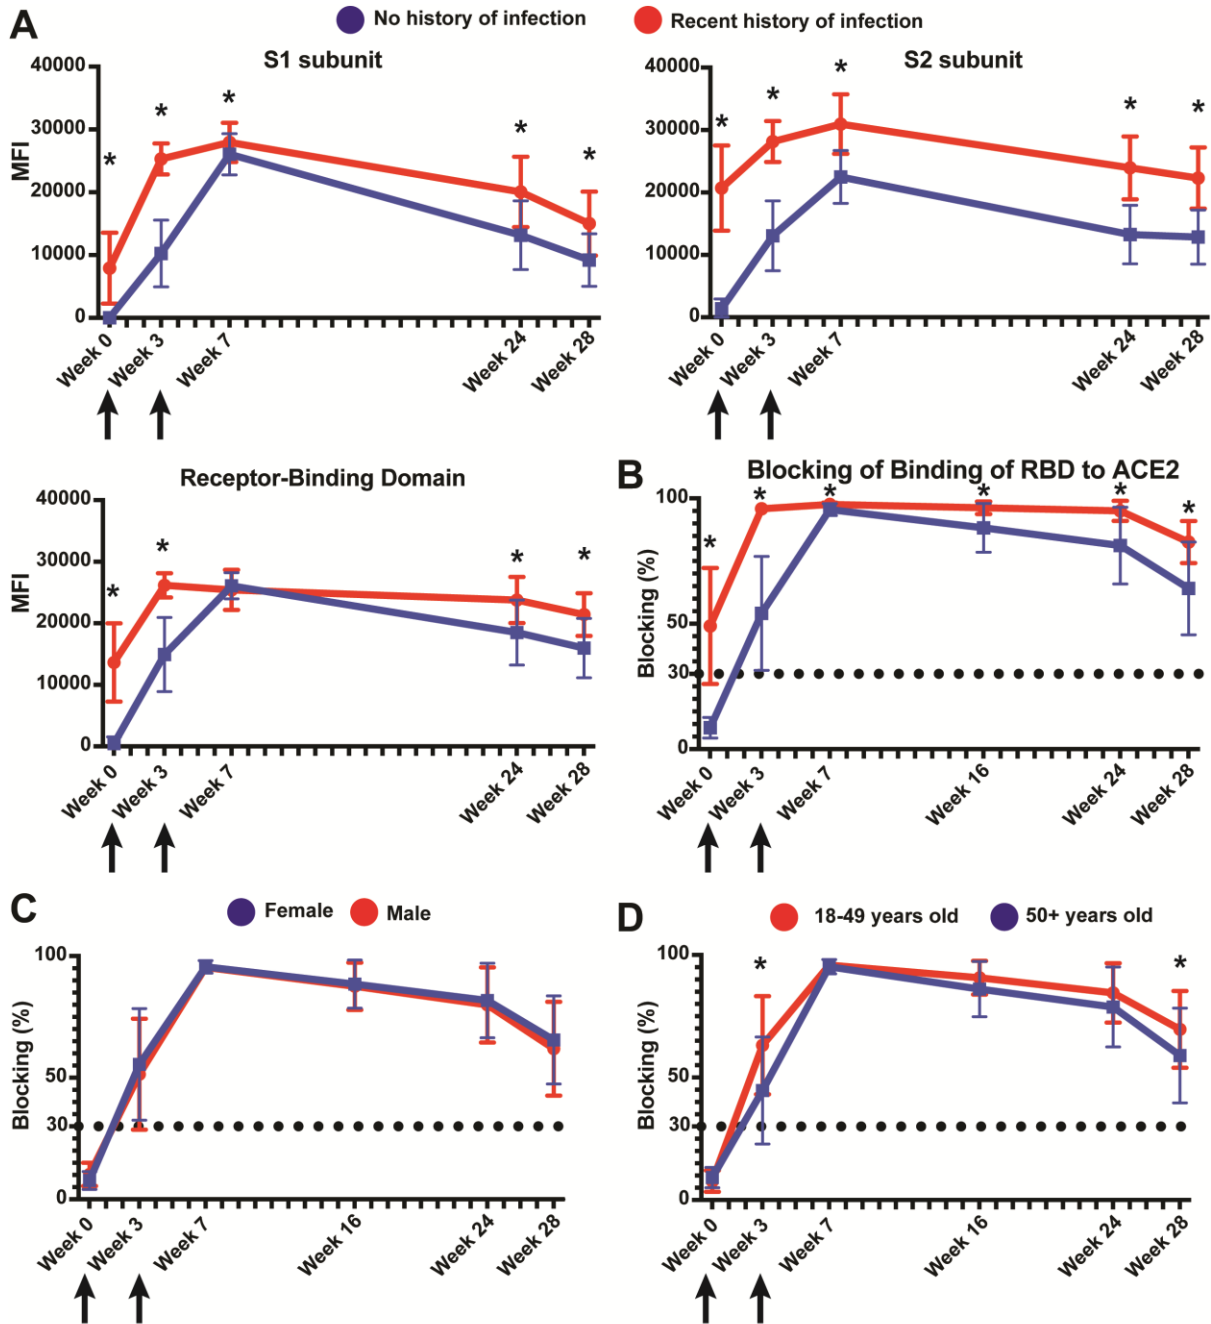 A
No history of infection
Recent history of infection
S1 subunit
40000
30000
20000
10000
0
MFI
*
*
*
*
*
Week 0
Week 3
Week 7
Week 24
Week 28
S2 subunit
40000
30000
20000
10000
0
*
*
*
*
*
Week 0
Week 3
Week 7
Week 24
Week 28
Receptor-Binding Domain
40000
30000
20000
10000
0
MFI
*
*
*
*
Week 0
Week 3
Week 7
Week 24
Week 28
B
Blocking of Binding of RBD to ACE2
100
50
30
0
Blocking (%)
*
*
*
*
*
*
Week 0
Week 3
Week 7
Week 16
Week 24
Week 28
C
Female
Male
100
50
30
0
Blocking (%)
Week 0
Week 3
Week 7
Week 16
Week 24
Week 28
D
18-49 years old
50+ years old
100
50
30
0
Blocking (%)
*
*
Week 0
Week 3
Week 7
Week 16
Week 24
Week 28